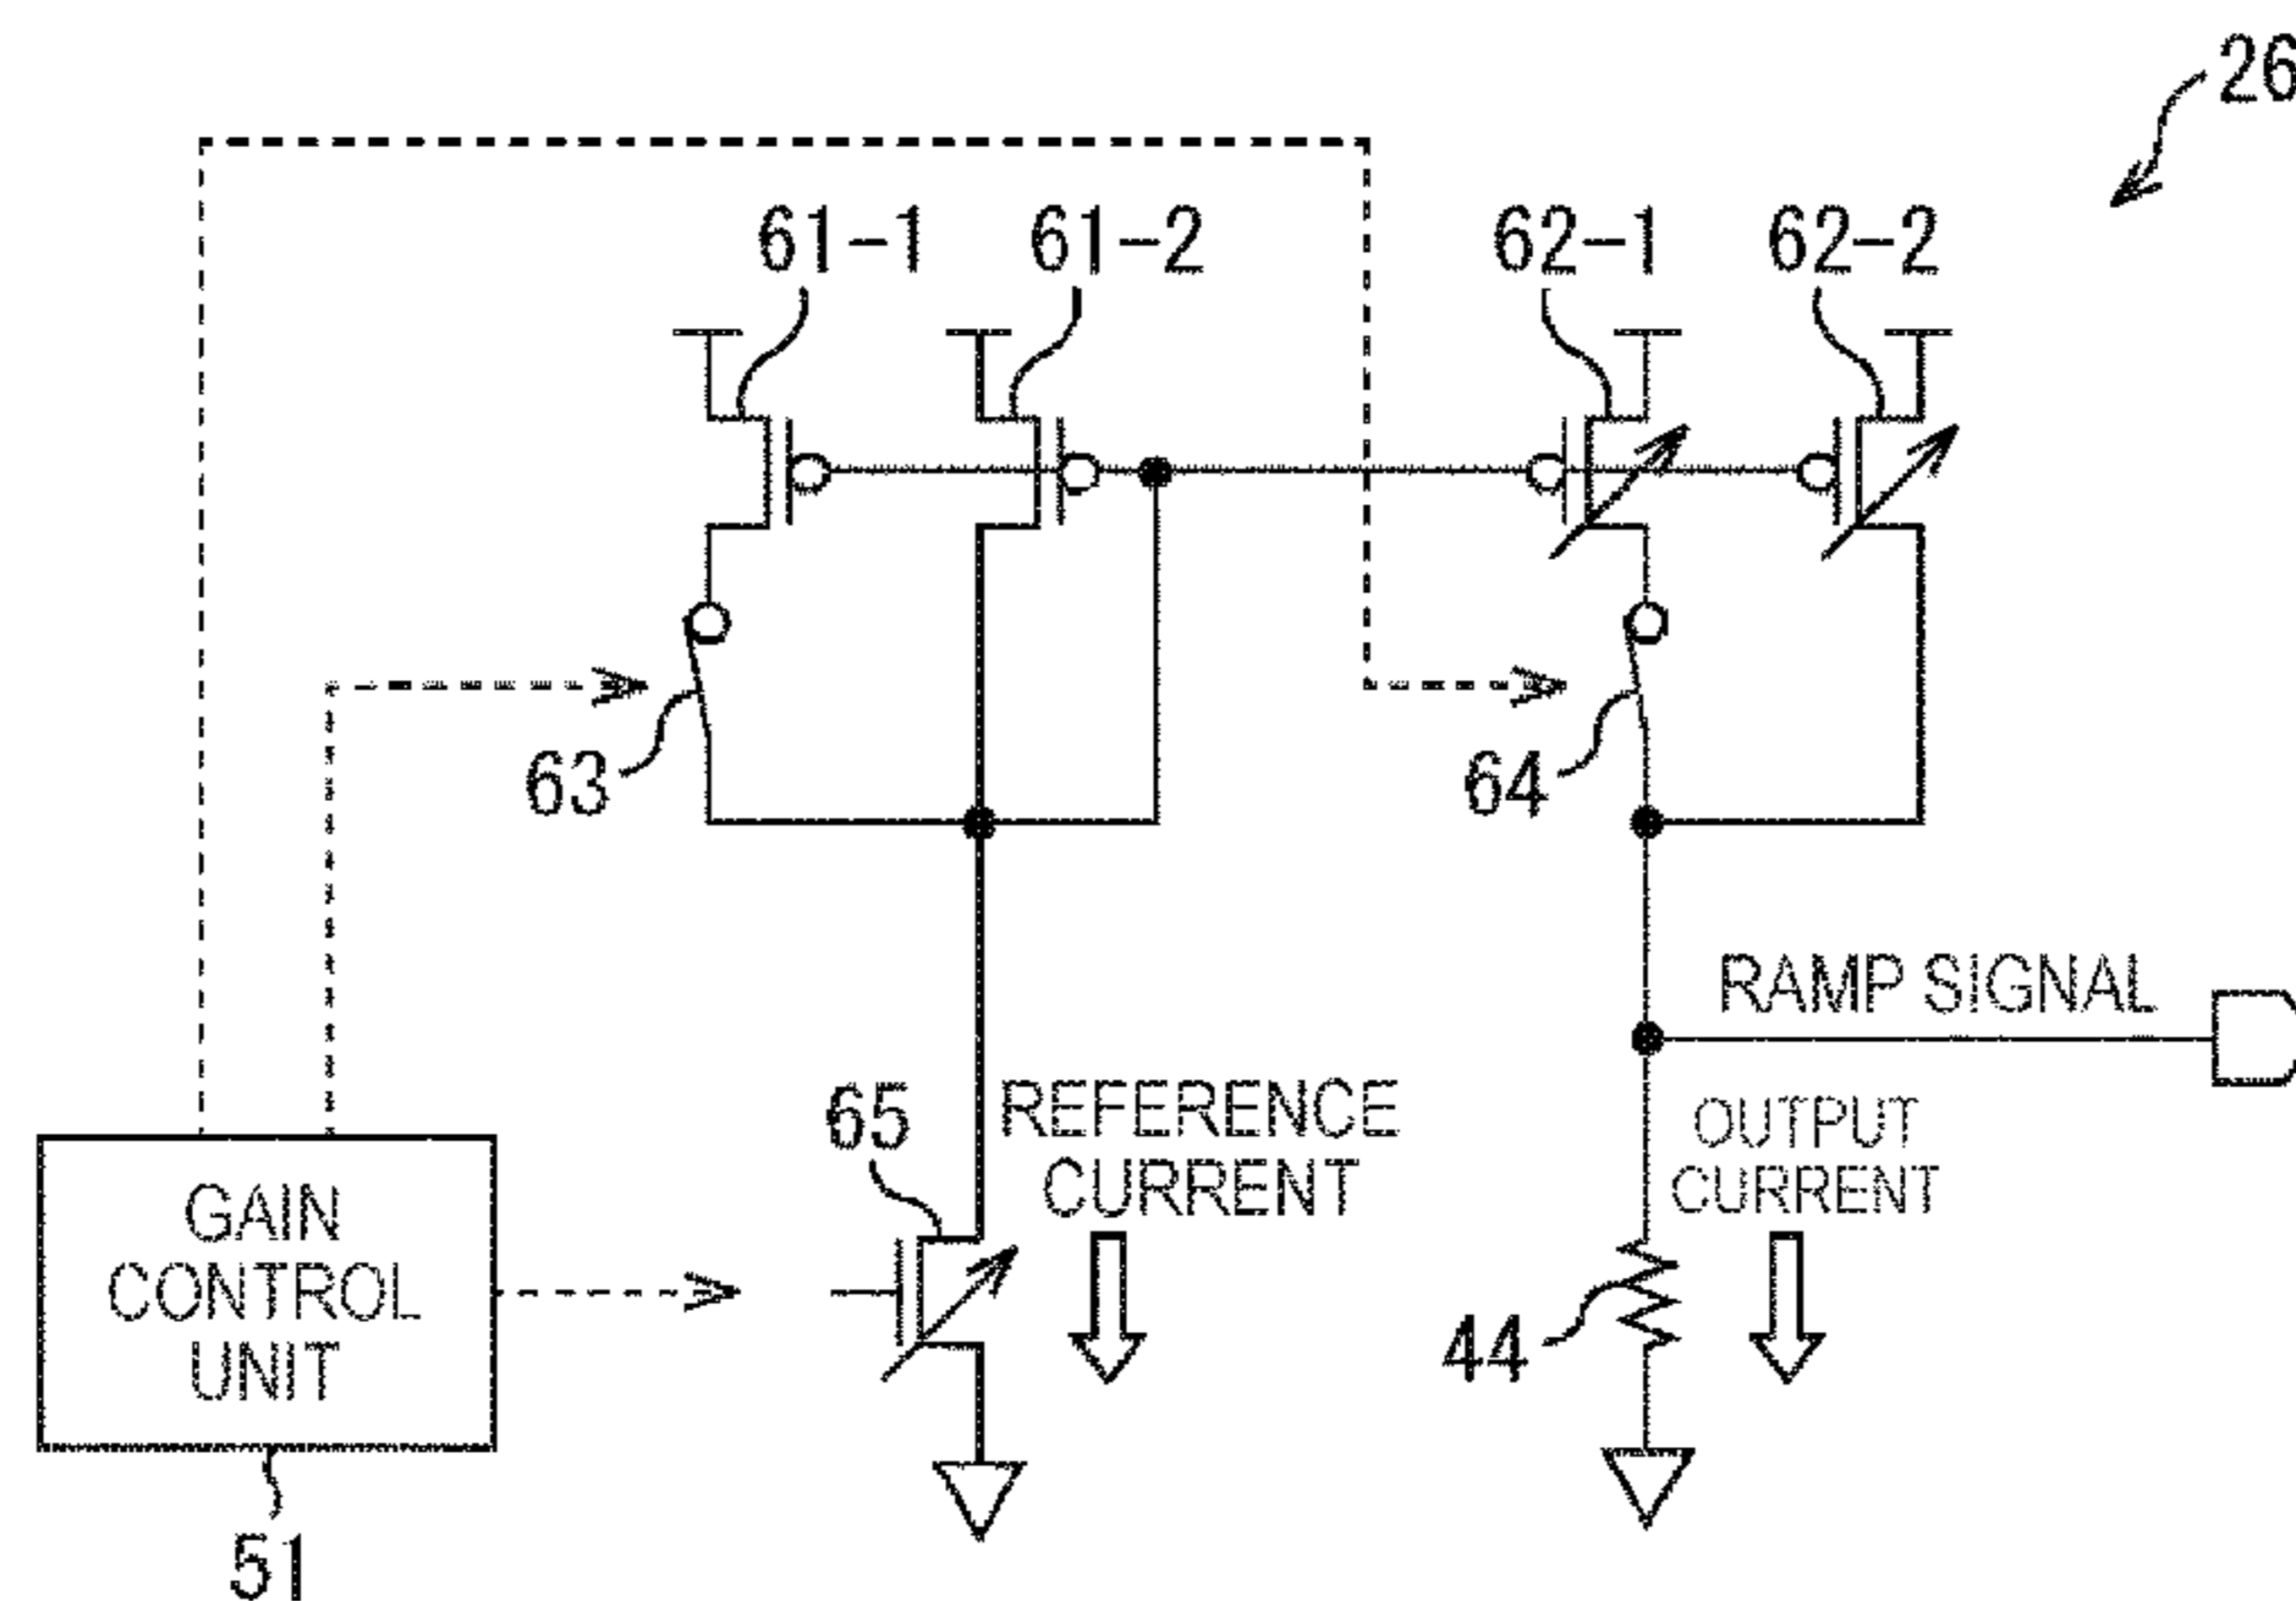 26
61-1
61-2
62-1
62-2
63
64
RAMP SIGNAL
65
REFERENCE
CURRENT
OUTPUT
CURRENT
GAIN
CONTROL
UNIT
44
51